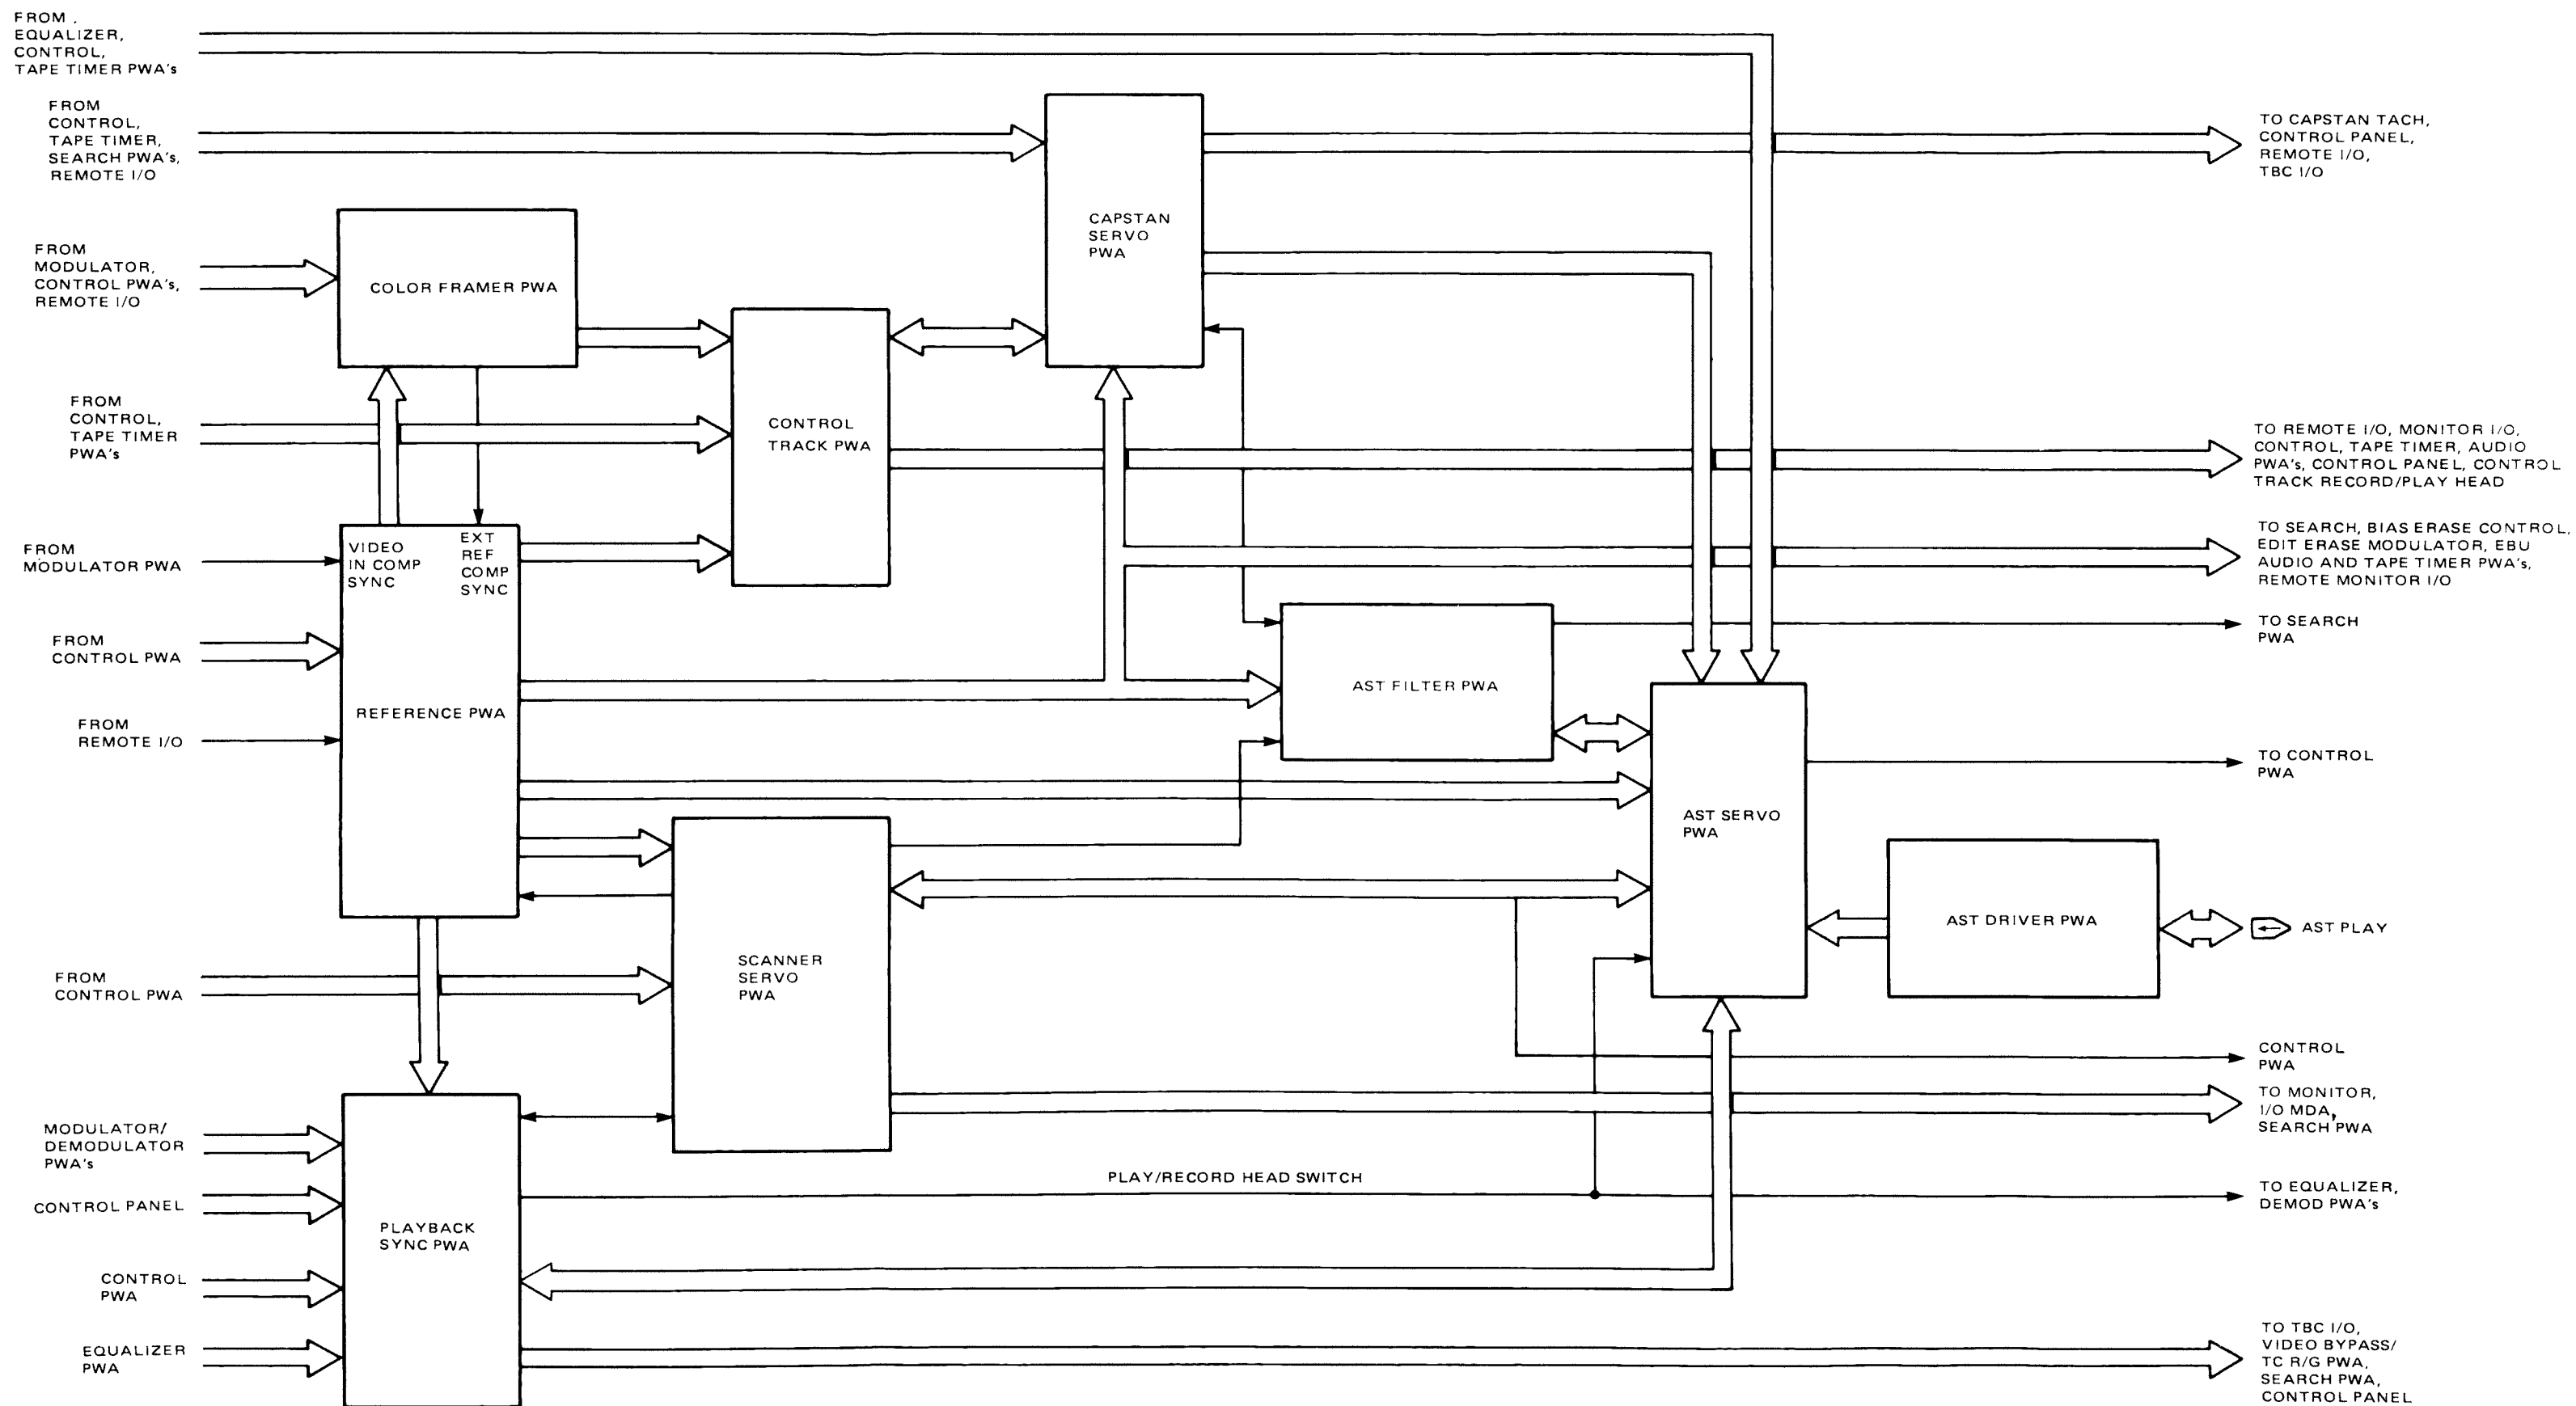 FROM .
EQUALIZER,
CONTROL,
TAPE TIMER PWA's
FROM
CONTROL,
TAPE TIMER,
SEARCH PWA's,
REMOTE I/O
FROM
MODULATOR,
CONTROL PWA's,
REMOTE I/O
FROM
CONTROL,
TAPE TIMER
PWA's
FROM
MODULATOR PWA
FROM
CONTROL PWA
FROM
REMOTE I/O
FROM
CONTROL PWA
MODULATOR/
DEMODULATOR
PWA's
CONTROL PANEL
CONTROL
PWA
EQUALIZER
PWA
COLOR FRAMER PWA
VIDEO
IN COMP
SYNC
EXT
REF
COMP
SYNC
REFERENCE PWA
PLAYBACK
SYNC PWA
CONTROL
TRACK PWA
SCANNER
SERVO
PWA
CAPSTAN
SERVO
PWA
PLAY/RECORD HEAD SWITCH
AST FILTER PWA
AST SERVO
PWA
AST DRIVER PWA
TO CAPSTAN TACH,
CONTROL PANEL,
REMOTE I/O,
TBC I/O
TO REMOTE I/O, MONITOR I/O,
CONTROL, TAPE TIMER, AUDIO
PWA's, CONTROL PANEL, CONTROL
TRACK RECORD/PLAY HEAD
TO SEARCH, BIAS ERASE CONTROL,
EDIT ERASE MODULATOR, EBU
AUDIO AND TAPE TIMER PWA's,
REMOTE MONITOR I/O
TO SEARCH
PWA
TO CONTROL
PWA
AST PLAY
CONTROL
PWA
TO MONITOR,
I/O MDA,
SEARCH PWA
TO EQUALIZER,
DEMOD PWA's
TO TBC I/O,
VIDEO BYPASS/
TC R/G PWA,
SEARCH PWA,
CONTROL PANEL